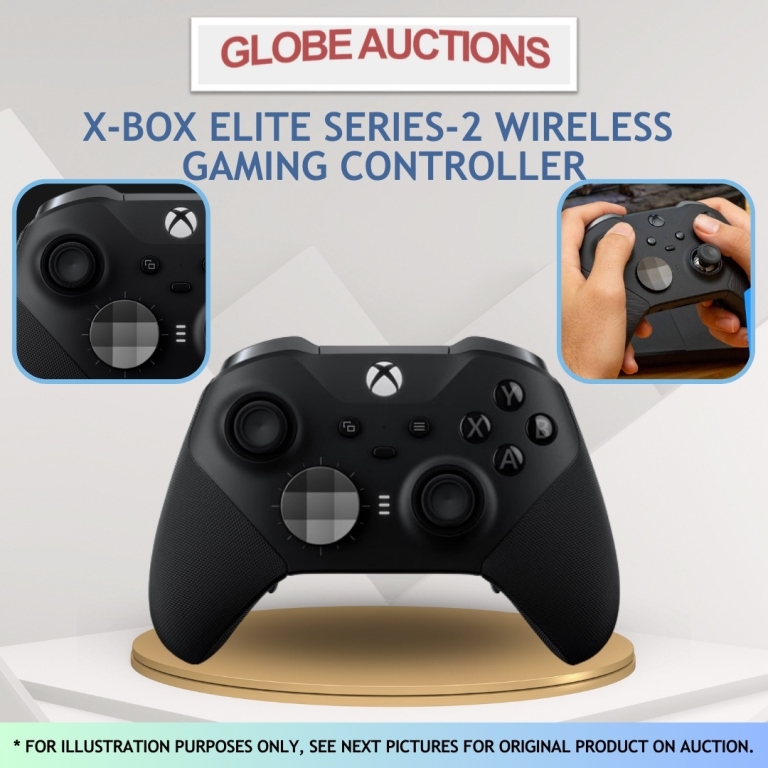 GLOBE AUCTIONS
X-BOX ELITE SERIES-2 WIRELESS
GAMING CONTROLLER
Y
X B
A
* FOR ILLUSTRATION PURPOSES ONLY, SEE NEXT PICTURES FOR ORIGINAL PRODUCT ON AUCTION.